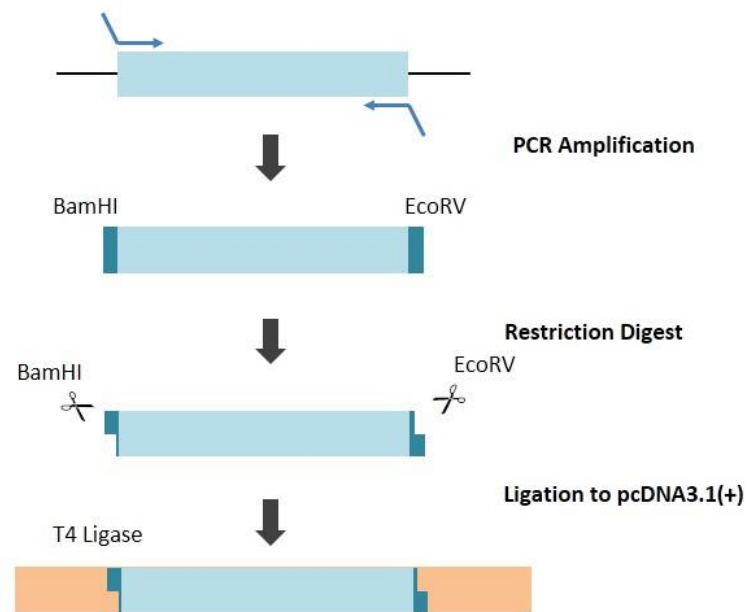 PCR Amplification
BamHI
EcoRV
Restriction Digest
BamHI
EcoRV
Ligation to pcDNA3.1(+)
T4 Ligase